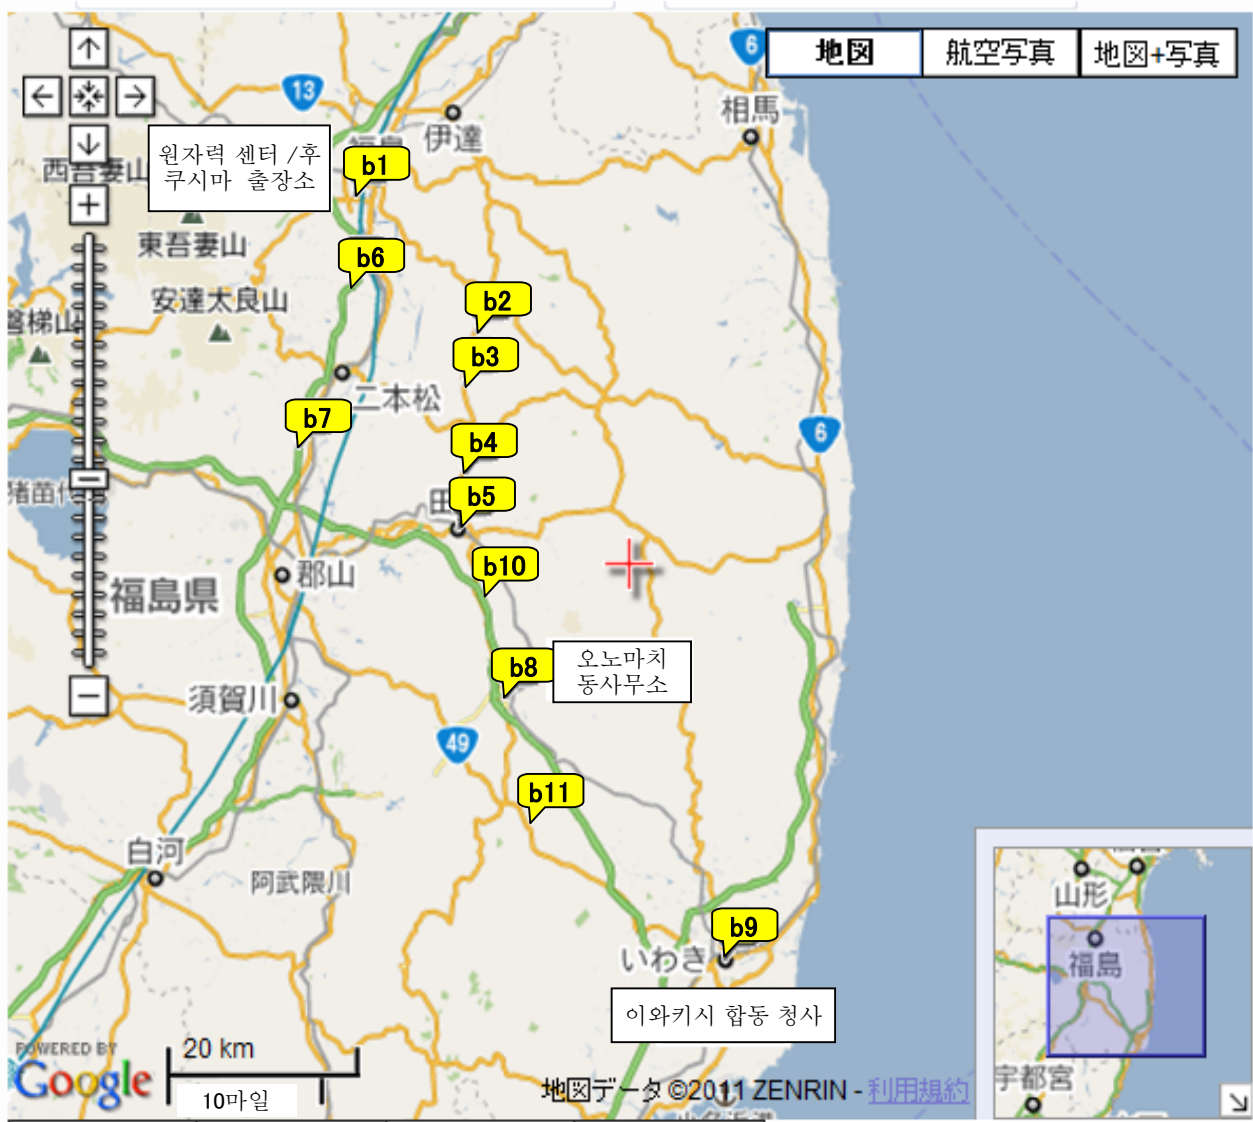 地図
航空写真
地図+写真
6
13
相馬
伊達
원자력 센터 /후
쿠시마 출장소
b1
東吾妻山
b6
安達太良山
b2
磐梯山
b3
二本松
b7
6
b4
b5
田
猪苗代
b10
郡山
福島県
오노마치
동사무소
b8
須賀川
49
b11
白河
阿武隈川
b9
いわき
이와키시 합동 청사
山形
福島
宇都宮
POWERED BY
Google
20 km
10마일
地図データ ©2011 ZENRIN - 利用規約